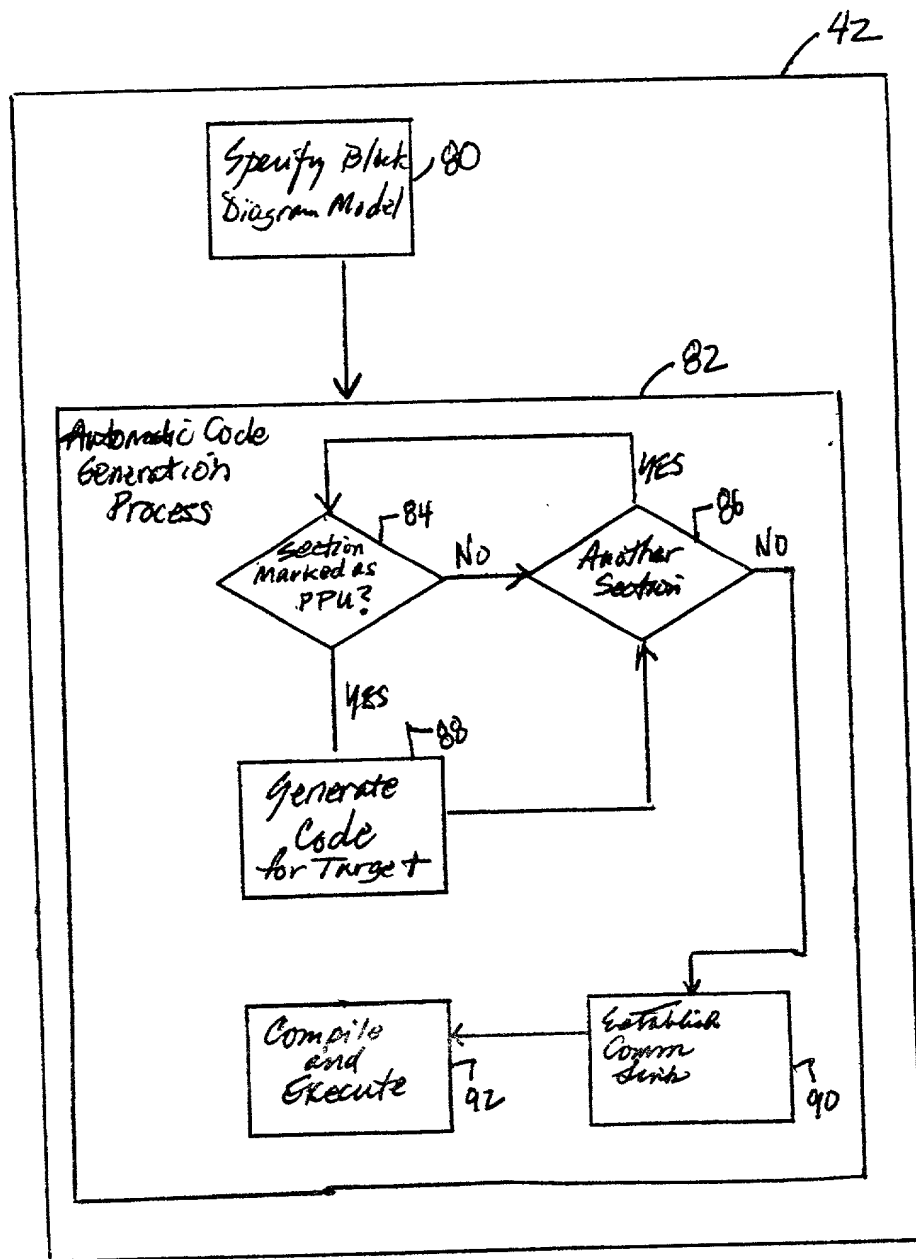 42
Specify Block
Diagram Model
80
82
Automatic Code
Generation
Process
YES
84
86
Section
Marked as
PPU?
NO
Another
Section
NO
YES
88
Generate
Code
for Target
Compile
and
Execute
92
Establish
Comm
Link
90